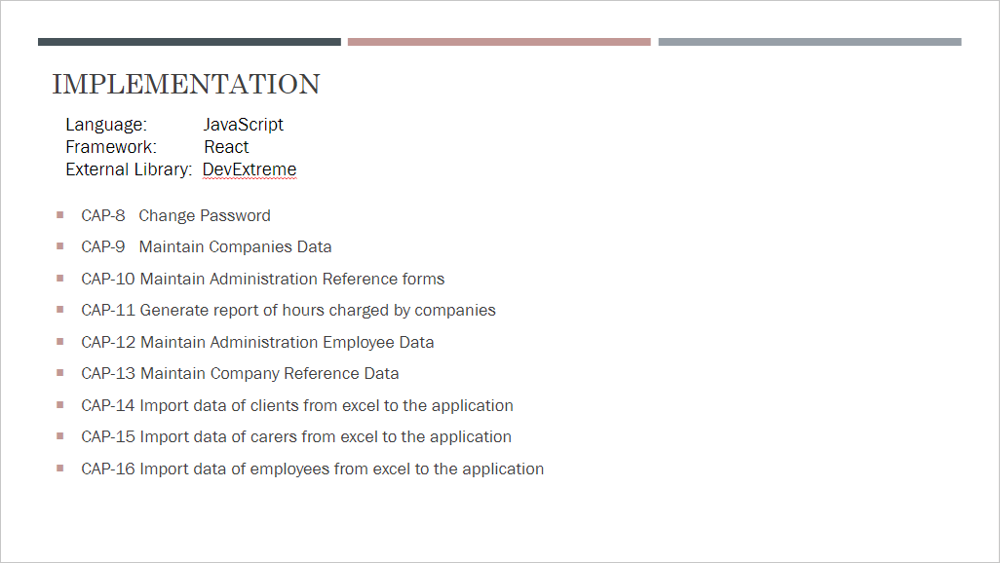 IMPLEMENTATION
Language: JavaScript
Framework: React
External Library: DevExtreme
CAP-8 Change Password
CAP-9 Maintain Companies Data
CAP-10 Maintain Administration Reference forms
CAP-11 Generate report of hours charged by companies
CAP-12 Maintain Administration Employee Data
CAP-13 Maintain Company Reference Data
CAP-14 Import data of clients from excel to the application
CAP-15 Import data of carers from excel to the application
CAP-16 Import data of employees from excel to the application